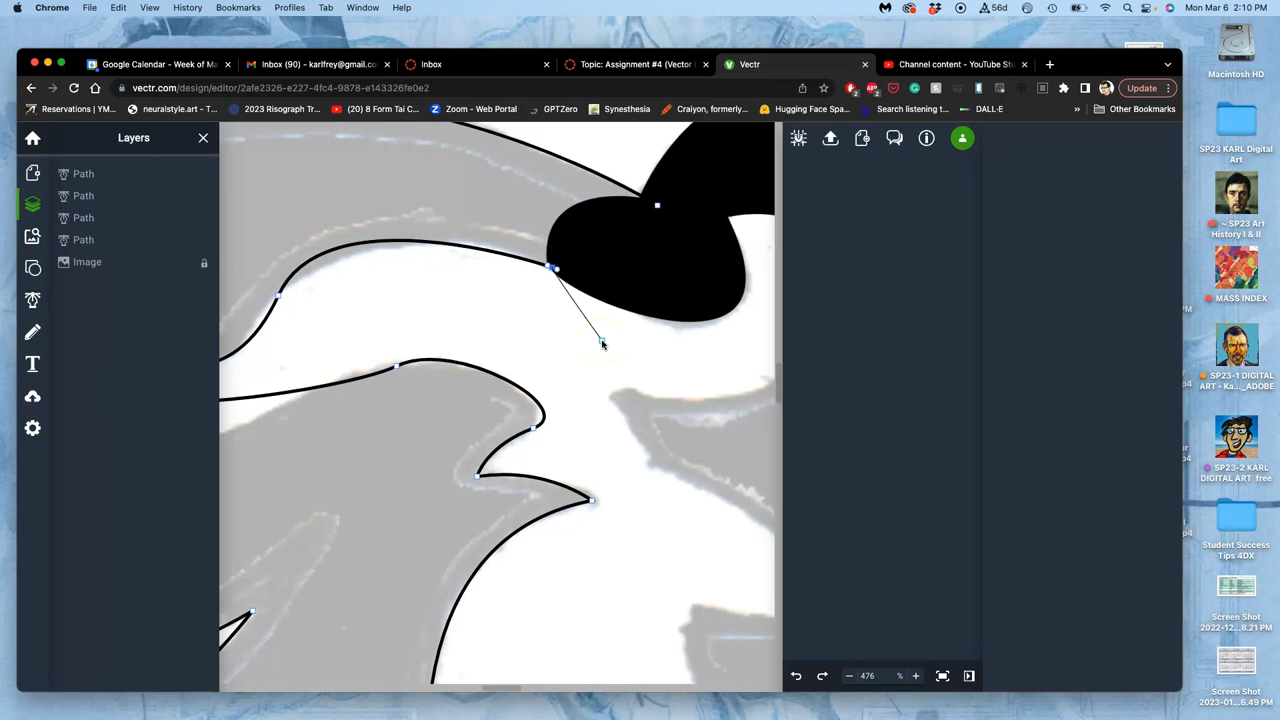 Chrome File Edit View History Bookmarks Profiles Tab Window Help 56d Mon Mar 6 2:10 PM
Google Calendar - Week of Ma Inbox (90) - karlfrey@gmail.co Inbox Topic: Assignment #4 (Vector Vectr Channel content - YouTube Stu
vectr.com/design/editor/2afe2326-e227-4fc4-9878-e143326fe0e2 2 2 Update
Reservations | YM... neuralstyle.art - T... 2023 Risograph Tr... (20) 8 Form Tai C... Zoom - Web Portal GPTZero Synesthesia Craiyon, formerly... Hugging Face Spa... Search listening t... DALL-E » Other Bookmarks
Layers
Path
Path
Path
Path
Image
476 %
Macintosh HD
SP23 KARL Digital
Art
~ SP23 Art
History I & II
MASS INDEX
SP23-1 DIGITAL
ART - Ka..._ADOBE
SP23-2 KARL
DIGITAL ART free
Student Success
Tips 4DX
Screen Shot
2022-12...8.21 PM
Screen Shot
2023-01...6.49 PM